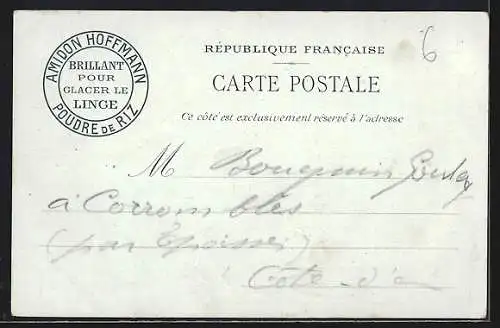 AMIDON HOFFMANN
BRILLANT
POUR
GLACER LE
LINGE
POUDRE DE RIZ
RÉPUBLIQUE FRANÇAISE
6
CARTE POSTALE
Ce côté est exclusivement réservé à l'adresse
M Bouquin
à Corrombles
(par Epoisses)
Côte d'or